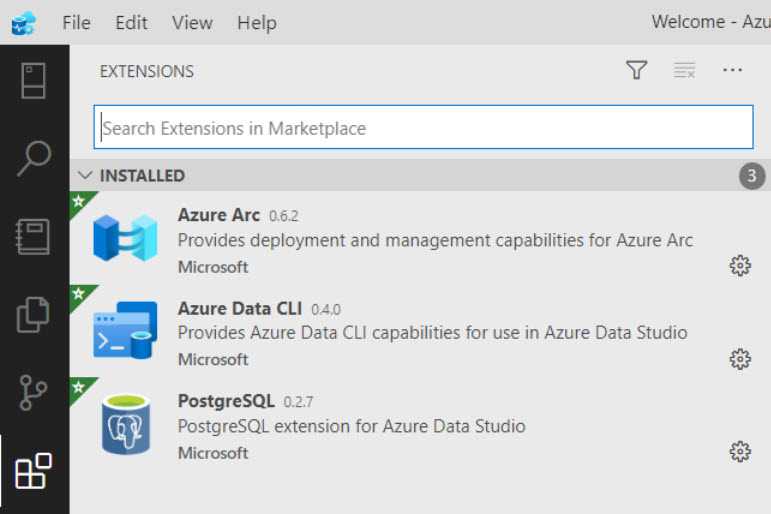 File Edit View Help Welcome - Azu
EXTENSIONS
Search Extensions in Marketplace
INSTALLED 3
Azure Arc 0.6.2
Provides deployment and management capabilities for Azure Arc
Microsoft
Azure Data CLI 0.4.0
Provides Azure Data CLI capabilities for use in Azure Data Studio
Microsoft
PostgreSQL 0.2.7
PostgreSQL extension for Azure Data Studio
Microsoft